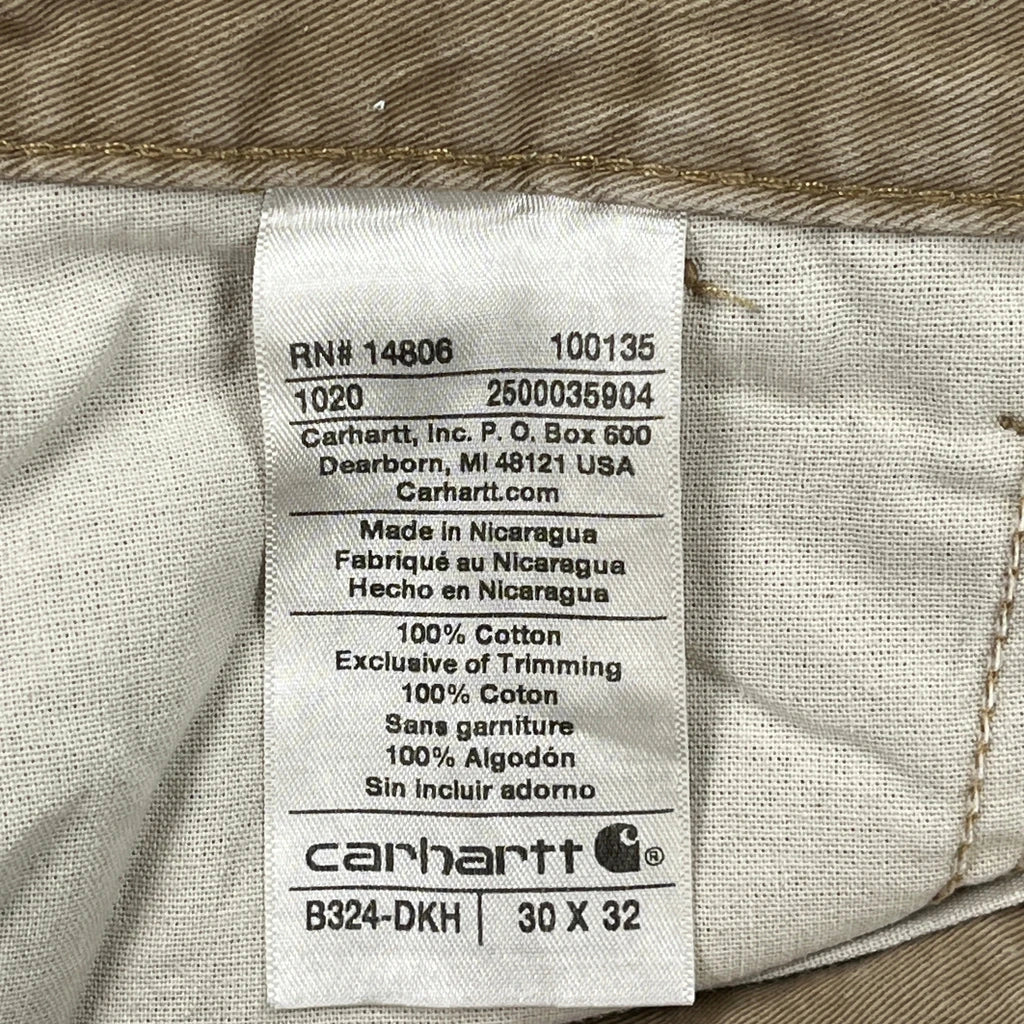 RN# 14806 100135
1020 2500035904
Carhartt, Inc. P. O. Box 600
Dearborn, MI 48121 USA
Carhartt.com
Made in Nicaragua
Fabriqué au Nicaragua
Hecho en Nicaragua
100% Cotton
Exclusive of Trimming
100% Coton
Sans garniture
100% Algodón
Sin incluir adorno
carhartt ®
B324-DKH | 30 X 32